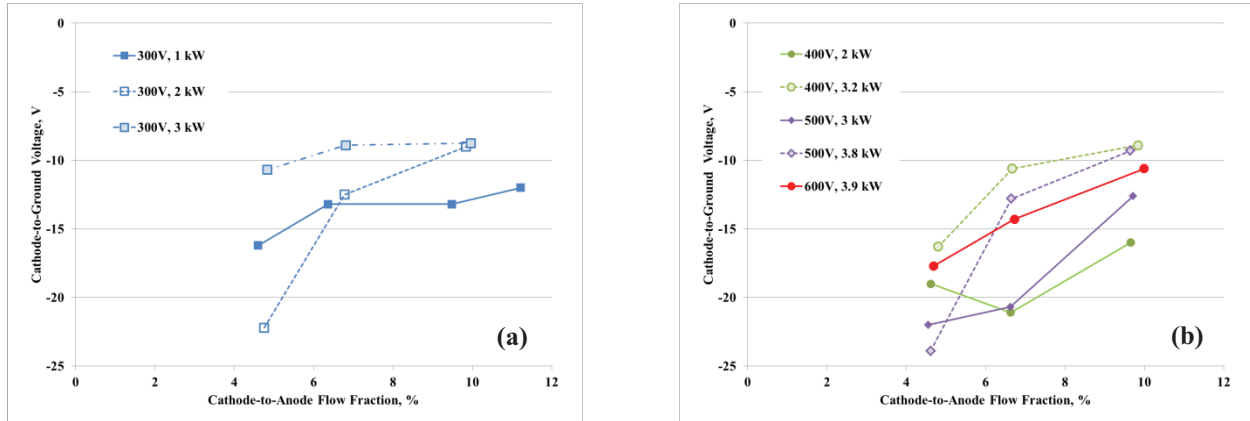 0
-5
-10
-15
-20
-25
Cathode-to-Ground Voltage, V
300V, 1 kW
300V, 2 kW
300V, 3 kW
(a)
0 2 4 6 8 10 12
Cathode-to-Anode Flow Fraction, %
0
-5
-10
-15
-20
-25
Cathode-to-Ground Voltage, V
400V, 2 kW
400V, 3.2 kW
500V, 3 kW
500V, 3.8 kW
600V, 3.9 kW
(b)
0 2 4 6 8 10 12
Cathode-to-Anode Flow Fraction, %